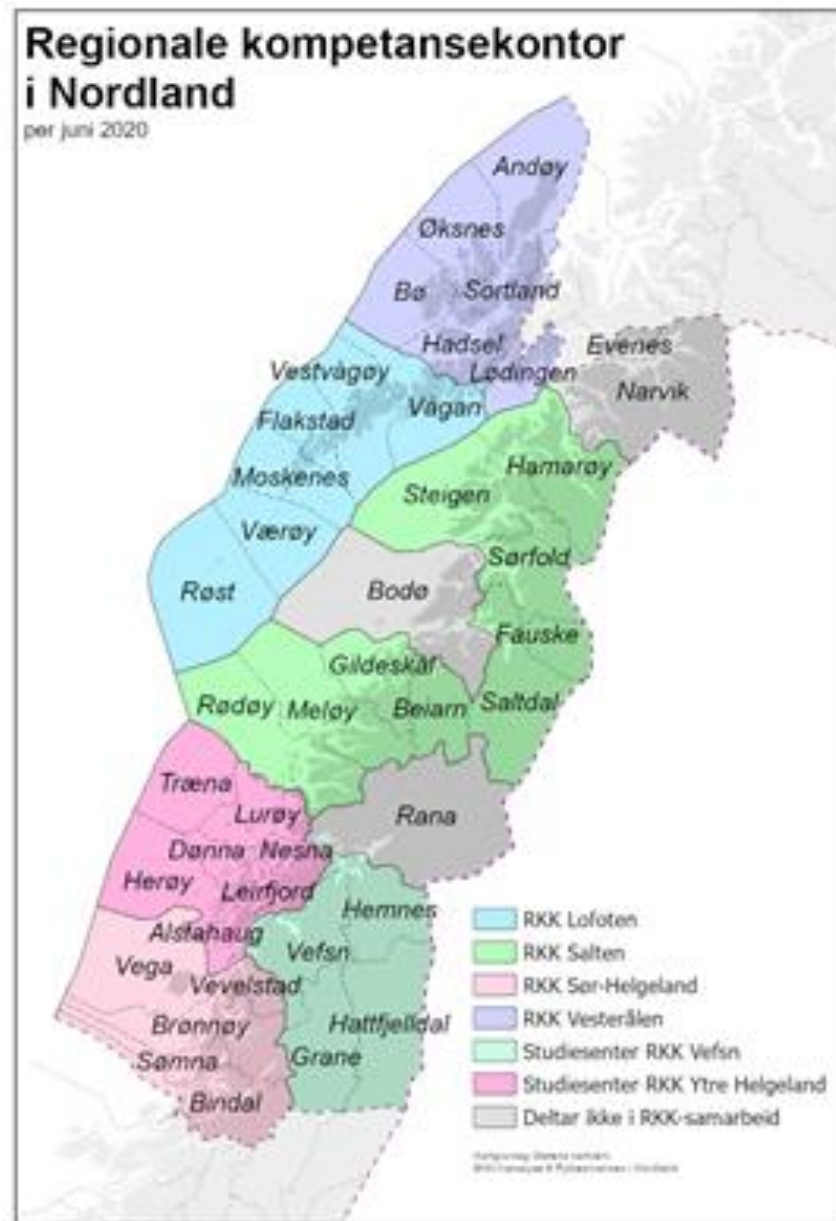 Regionale kompetansekontor
i Nordland
per juni 2020
Andøy
Øksnes
Bø
Sortland
Hadsel
Evenes
Lødingen
Narvik
Vestvågøy
Vågan
Flakstad
Hamarøy
Moskenes
Steigen
Værøy
Sørfold
Røst
Bodø
Fauske
Gildeskål
Rødøy
Meløy
Beiarn
Saltdal
Træna
Lurøy
Rana
Dønna
Nesna
Herøy
Leirfjord
Hemnes
Alstahaug
Vefsn
Vega
Vevelstad
Brønnøy
Hattfjelldal
Sømna
Grane
Bindal
RKK Lofoten
RKK Salten
RKK Sør-Helgeland
RKK Vesterålen
Studiesenter RKK Vefsn
Studiesenter RKK Ytre Helgeland
Deltar ikke i RKK-samarbeid